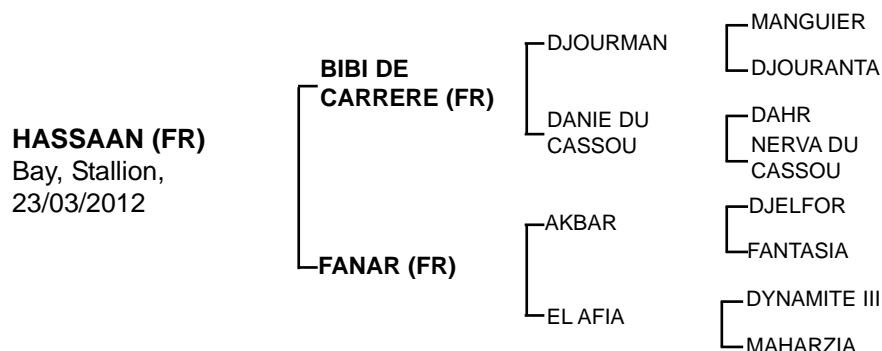 HASSAAN (FR)
Bay, Stallion,
23/03/2012
BIBI DE
CARRERE (FR)
FANAR (FR)
DJOURMAN
DANIE DU
CASSOU
AKBAR
EL AFIA
MANGUIER
DJOURANTA
DAHR
NERVA DU
CASSOU
DJELFOR
FANTASIA
DYNAMITE III
MAHARZIA